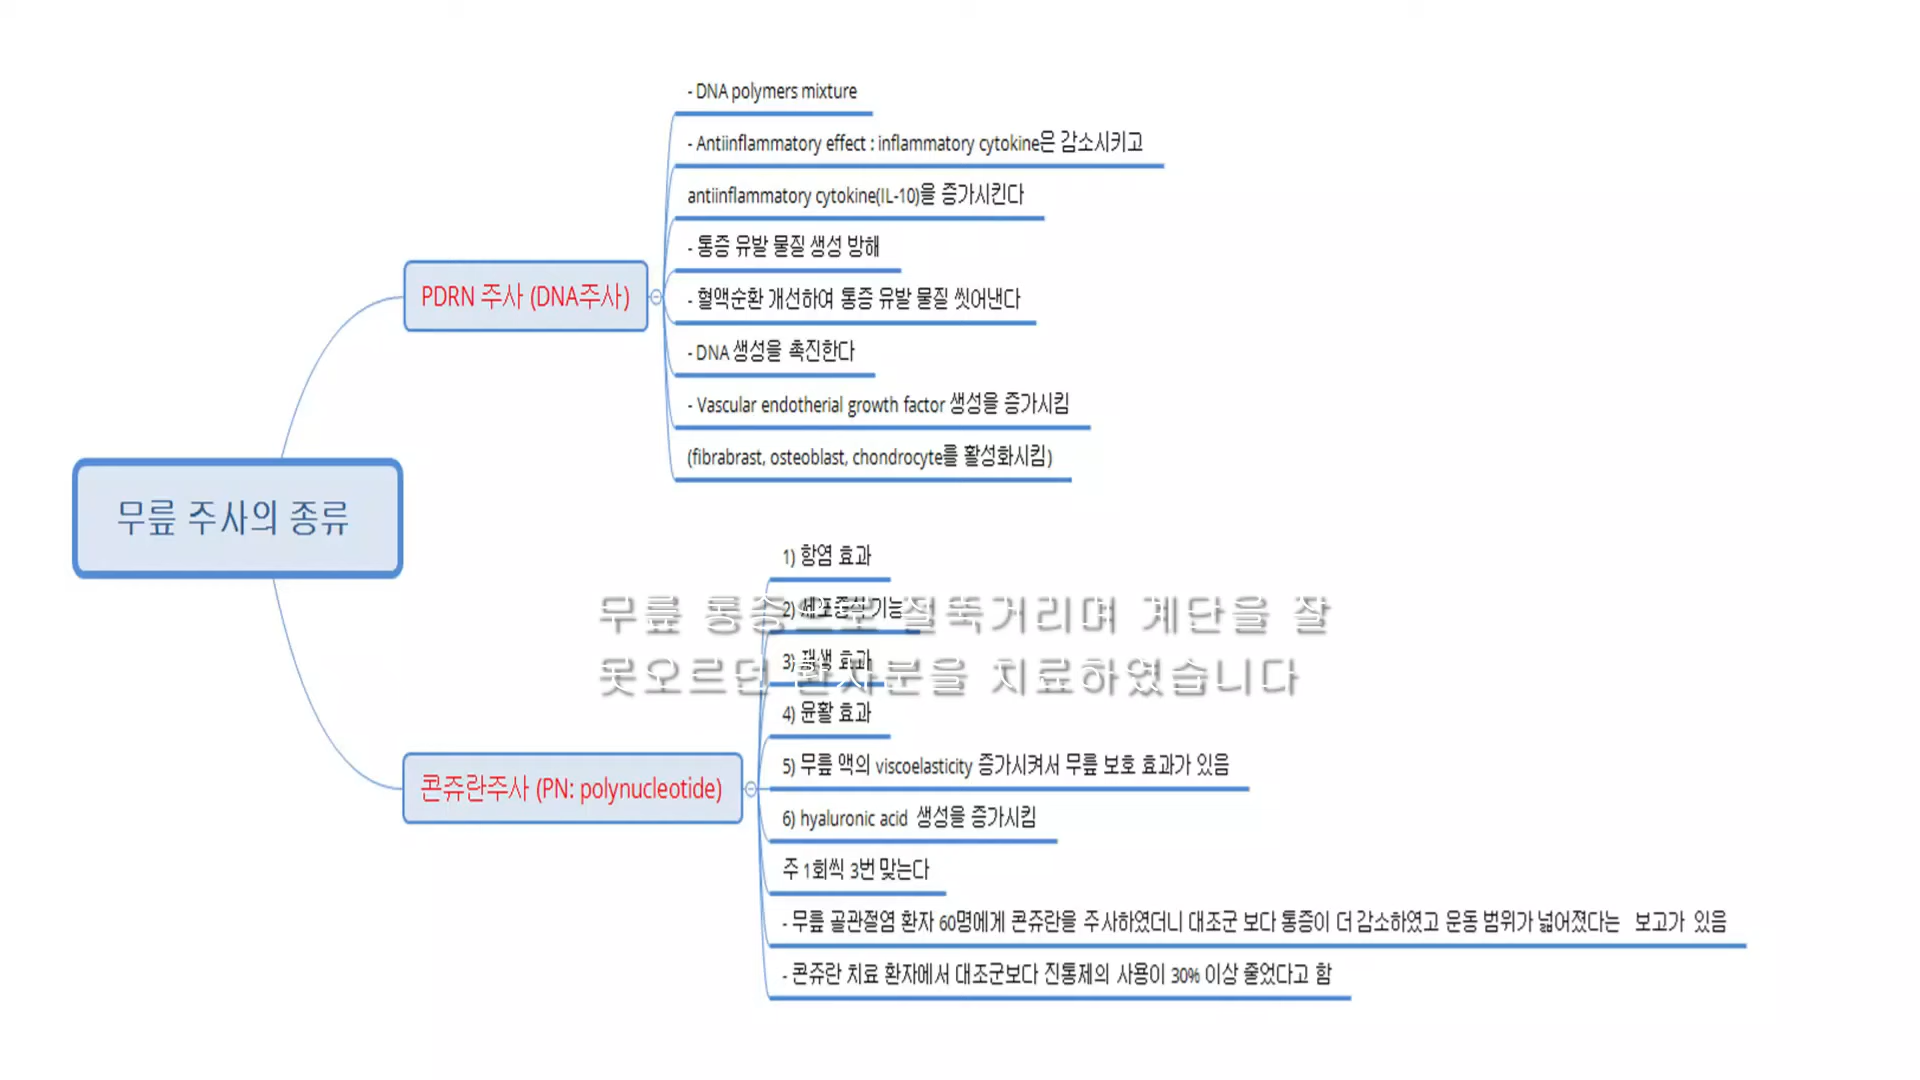 무릎 주사의 종류
PDRN 주사 (DNA주사)
- DNA polymers mixture
- Antiinflammatory effect : inflammatory cytokine은 감소시키고
antiinflammatory cytokine(IL-10)을 증가시킨다
- 통증 유발 물질 생성 방해
- 혈액순환 개선하여 통증 유발 물질 씻어낸다
- DNA 생성을 촉진한다
- Vascular endotherial growth factor 생성을 증가시킴
(fibrabrast, osteoblast, chondrocyte를 활성화시킴)
콘쥬란주사 (PN: polynucleotide)
1) 항염 효과
2) 세포증식 기능
3) 재생 효과
4) 윤활 효과
5) 무릎 액의 viscoelasticity 증가시켜서 무릎 보호 효과가 있음
6) hyaluronic acid 생성을 증가시킴
주 1회씩 3번 맞는다
- 무릎 골관절염 환자 60명에게 콘쥬란을 주사하였더니 대조군 보다 통증이 더 감소하였고 운동 범위가 넓어졌다는 보고가 있음
- 콘쥬란 치료 환자에서 대조군보다 진통제의 사용이 30% 이상 줄었다고 함
무릎 통증으로 절뚝거리며 계단을 잘
못오르던 환자분을 치료하였습니다